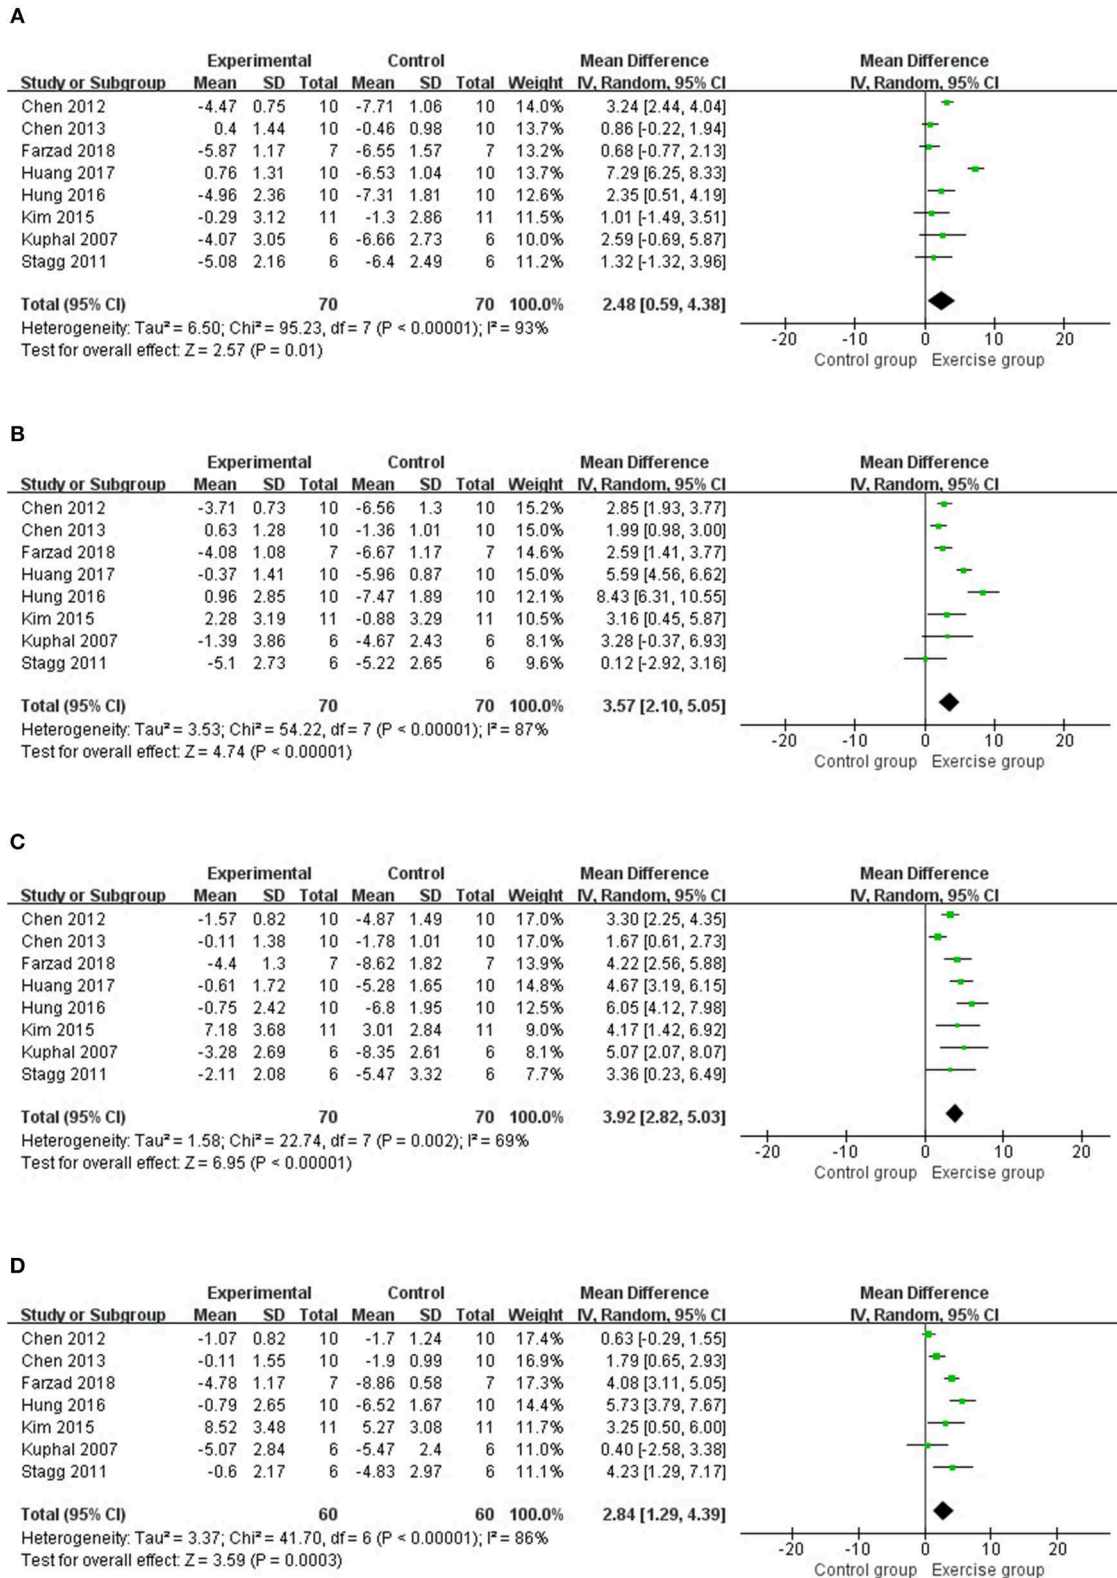 A
Experimental Control Mean Difference Mean Difference
Study or Subgroup Mean SD Total Mean SD Total Weight IV, Random, 95% CI IV, Random, 95% CI
Chen 2012 -4.47 0.75 10 -7.71 1.06 10 14.0% 3.24 [2.44, 4.04]
Chen 2013 0.4 1.44 10 -0.46 0.98 10 13.7% 0.86 [-0.22, 1.94]
Farzad 2018 -5.87 1.17 7 -6.55 1.57 7 13.2% 0.68 [-0.77, 2.13]
Huang 2017 0.76 1.31 10 -6.53 1.04 10 13.7% 7.29 [6.25, 8.33]
Hung 2016 -4.96 2.36 10 -7.31 1.81 10 12.6% 2.35 [0.51, 4.19]
Kim 2015 -0.29 3.12 11 -1.3 2.86 11 11.5% 1.01 [-1.49, 3.51]
Kuphal 2007 -4.07 3.05 6 -6.66 2.73 6 10.0% 2.59 [-0.69, 5.87]
Stagg 2011 -5.08 2.16 6 -6.4 2.49 6 11.2% 1.32 [-1.32, 3.96]
Total (95% CI) 70 70 100.0% 2.48 [0.59, 4.38]
Heterogeneity: Tau² = 6.50; Chi² = 95.23, df = 7 (P < 0.00001); I² = 93%
Test for overall effect: Z = 2.57 (P = 0.01)
-20 -10 0 10 20
Control group Exercise group
B
Experimental Control Mean Difference Mean Difference
Study or Subgroup Mean SD Total Mean SD Total Weight IV, Random, 95% CI IV, Random, 95% CI
Chen 2012 -3.71 0.73 10 -6.56 1.3 10 15.2% 2.85 [1.93, 3.77]
Chen 2013 0.63 1.28 10 -1.36 1.01 10 15.0% 1.99 [0.98, 3.00]
Farzad 2018 -4.08 1.08 7 -6.67 1.17 7 14.6% 2.59 [1.41, 3.77]
Huang 2017 -0.37 1.41 10 -5.96 0.87 10 15.0% 5.59 [4.56, 6.62]
Hung 2016 0.96 2.85 10 -7.47 1.89 10 12.1% 8.43 [6.31, 10.55]
Kim 2015 2.28 3.19 11 -0.88 3.29 11 10.5% 3.16 [0.45, 5.87]
Kuphal 2007 -1.39 3.86 6 -4.67 2.43 6 8.1% 3.28 [-0.37, 6.93]
Stagg 2011 -5.1 2.73 6 -5.22 2.65 6 9.6% 0.12 [-2.92, 3.16]
Total (95% CI) 70 70 100.0% 3.57 [2.10, 5.05]
Heterogeneity: Tau² = 3.53; Chi² = 54.22, df = 7 (P < 0.00001); I² = 87%
Test for overall effect: Z = 4.74 (P < 0.00001)
-20 -10 0 10 20
Control group Exercise group
C
Experimental Control Mean Difference Mean Difference
Study or Subgroup Mean SD Total Mean SD Total Weight IV, Random, 95% CI IV, Random, 95% CI
Chen 2012 -1.57 0.82 10 -4.87 1.49 10 17.0% 3.30 [2.25, 4.35]
Chen 2013 -0.11 1.38 10 -1.78 1.01 10 17.0% 1.67 [0.61, 2.73]
Farzad 2018 -4.4 1.3 7 -8.62 1.82 7 13.9% 4.22 [2.56, 5.88]
Huang 2017 -0.61 1.72 10 -5.28 1.65 10 14.8% 4.67 [3.19, 6.15]
Hung 2016 -0.75 2.42 10 -6.8 1.95 10 12.5% 6.05 [4.12, 7.98]
Kim 2015 7.18 3.68 11 3.01 2.84 11 9.0% 4.17 [1.42, 6.92]
Kuphal 2007 -3.28 2.69 6 -8.35 2.61 6 8.1% 5.07 [2.07, 8.07]
Stagg 2011 -2.11 2.08 6 -5.47 3.32 6 7.7% 3.36 [0.23, 6.49]
Total (95% CI) 70 70 100.0% 3.92 [2.82, 5.03]
Heterogeneity: Tau² = 1.58; Chi² = 22.74, df = 7 (P = 0.002); I² = 69%
Test for overall effect: Z = 6.95 (P < 0.00001)
-20 -10 0 10 20
Control group Exercise group
D
Experimental Control Mean Difference Mean Difference
Study or Subgroup Mean SD Total Mean SD Total Weight IV, Random, 95% CI IV, Random, 95% CI
Chen 2012 -1.07 0.82 10 -1.7 1.24 10 17.4% 0.63 [-0.29, 1.55]
Chen 2013 -0.11 1.55 10 -1.9 0.99 10 16.9% 1.79 [0.65, 2.93]
Farzad 2018 -4.78 1.17 7 -8.86 0.58 7 17.3% 4.08 [3.11, 5.05]
Hung 2016 -0.79 2.65 10 -6.52 1.67 10 14.4% 5.73 [3.79, 7.67]
Kim 2015 8.52 3.48 11 5.27 3.08 11 11.7% 3.25 [0.50, 6.00]
Kuphal 2007 -5.07 2.84 6 -5.47 2.4 6 11.0% 0.40 [-2.58, 3.38]
Stagg 2011 -0.6 2.17 6 -4.83 2.97 6 11.1% 4.23 [1.29, 7.17]
Total (95% CI) 60 60 100.0% 2.84 [1.29, 4.39]
Heterogeneity: Tau² = 3.37; Chi² = 41.70, df = 6 (P < 0.00001); I² = 86%
Test for overall effect: Z = 3.59 (P = 0.0003)
-20 -10 0 10 20
Control group Exercise group